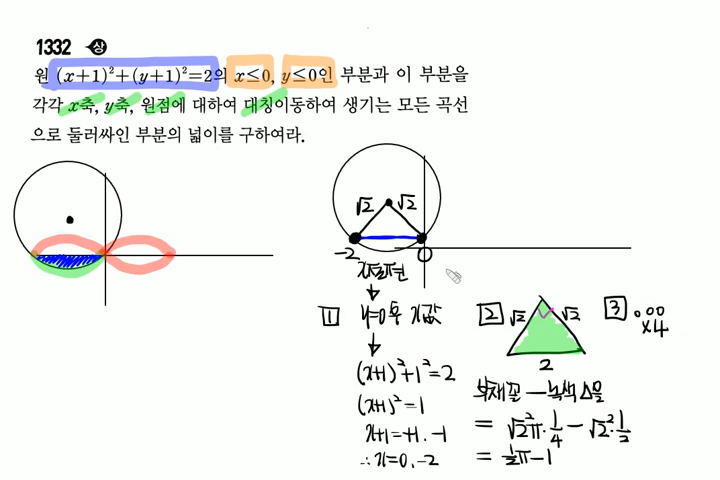 1332 상
원 (x+1)²+(y+1)²=2의 x≤0, y≤0인 부분과 이 부분을
각각 x축, y축, 원점에 대하여 대칭이동하여 생기는 모든 곡선
으로 둘러싸인 부분의 넓이를 구하여라.
√2 √2
-2 0
1 y=0 x값
(x+1)²+1²=2
(x+1)²=1
x+1=+1, -1
∴x=0, -2
2 √2 √2
2
부채꼴 — 녹색△
= √2²π·1/4 - √2²·1/2
= 1/2π-1
3
×4